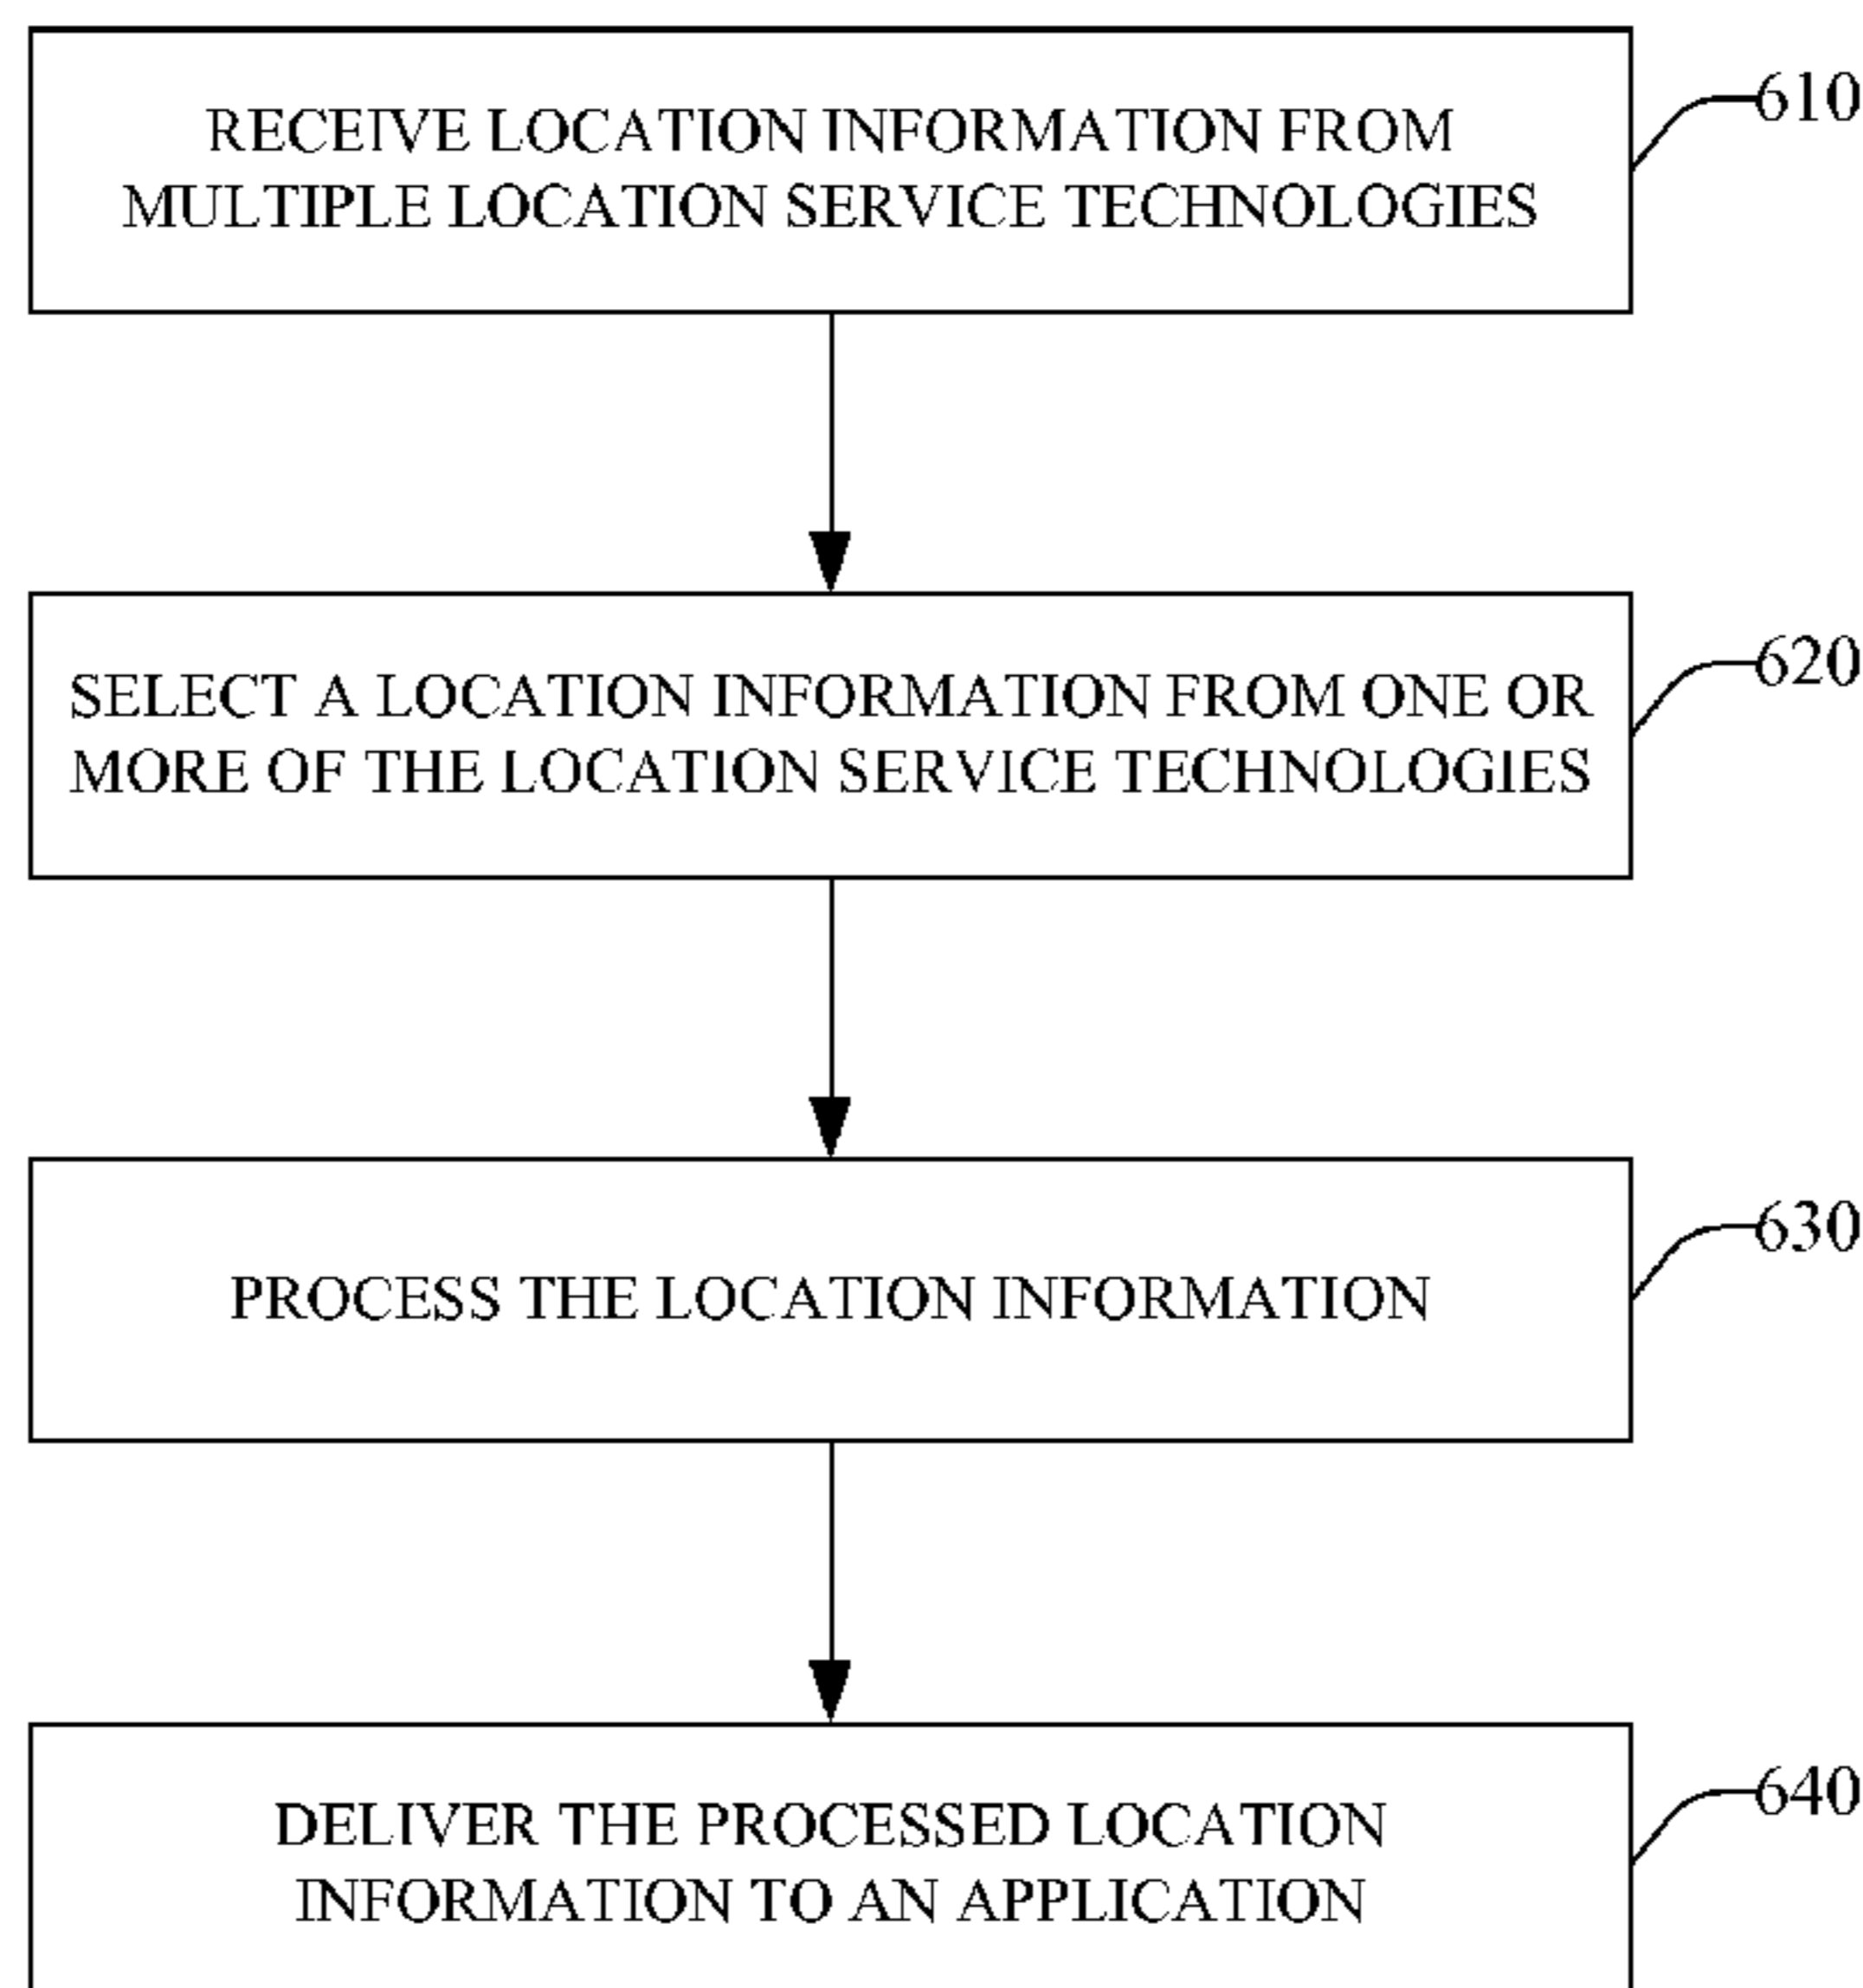 RECEIVE LOCATION INFORMATION FROM
MULTIPLE LOCATION SERVICE TECHNOLOGIES
610
SELECT A LOCATION INFORMATION FROM ONE OR
MORE OF THE LOCATION SERVICE TECHNOLOGIES
620
PROCESS THE LOCATION INFORMATION
630
DELIVER THE PROCESSED LOCATION
INFORMATION TO AN APPLICATION
640